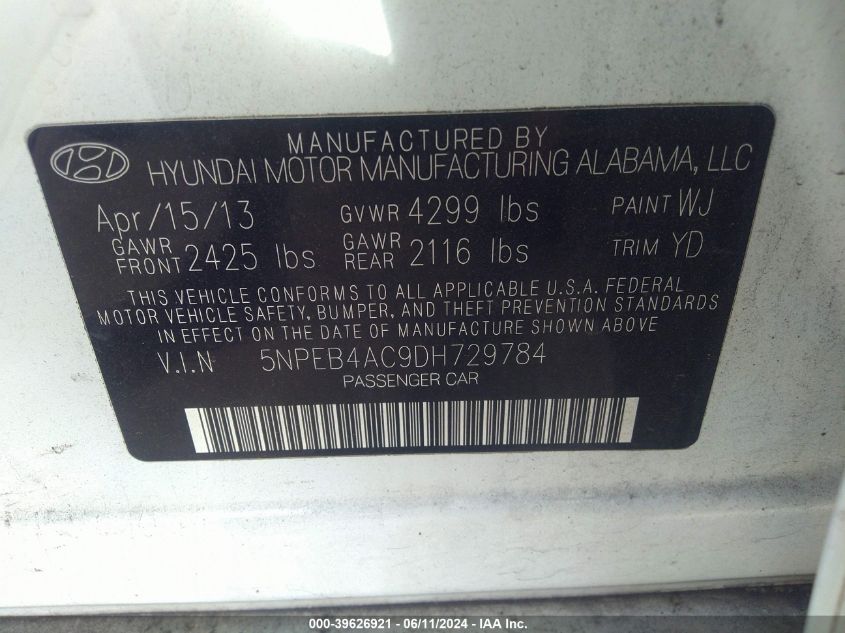 MANUFACTURED BY
HYUNDAI MOTOR MANUFACTURING ALABAMA, LLC
Apr/15/13 GVWR 4299 lbs PAINT WJ
GAWR FRONT 2425 lbs GAWR REAR 2116 lbs TRIM YD
THIS VEHICLE CONFORMS TO ALL APPLICABLE U.S.A. FEDERAL
MOTOR VEHICLE SAFETY, BUMPER, AND THEFT PREVENTION STANDARDS
IN EFFECT ON THE DATE OF MANUFACTURE SHOWN ABOVE
V.I.N 5NPEB4AC9DH729784
PASSENGER CAR
000-39626921 - 06/11/2024 - IAA Inc.